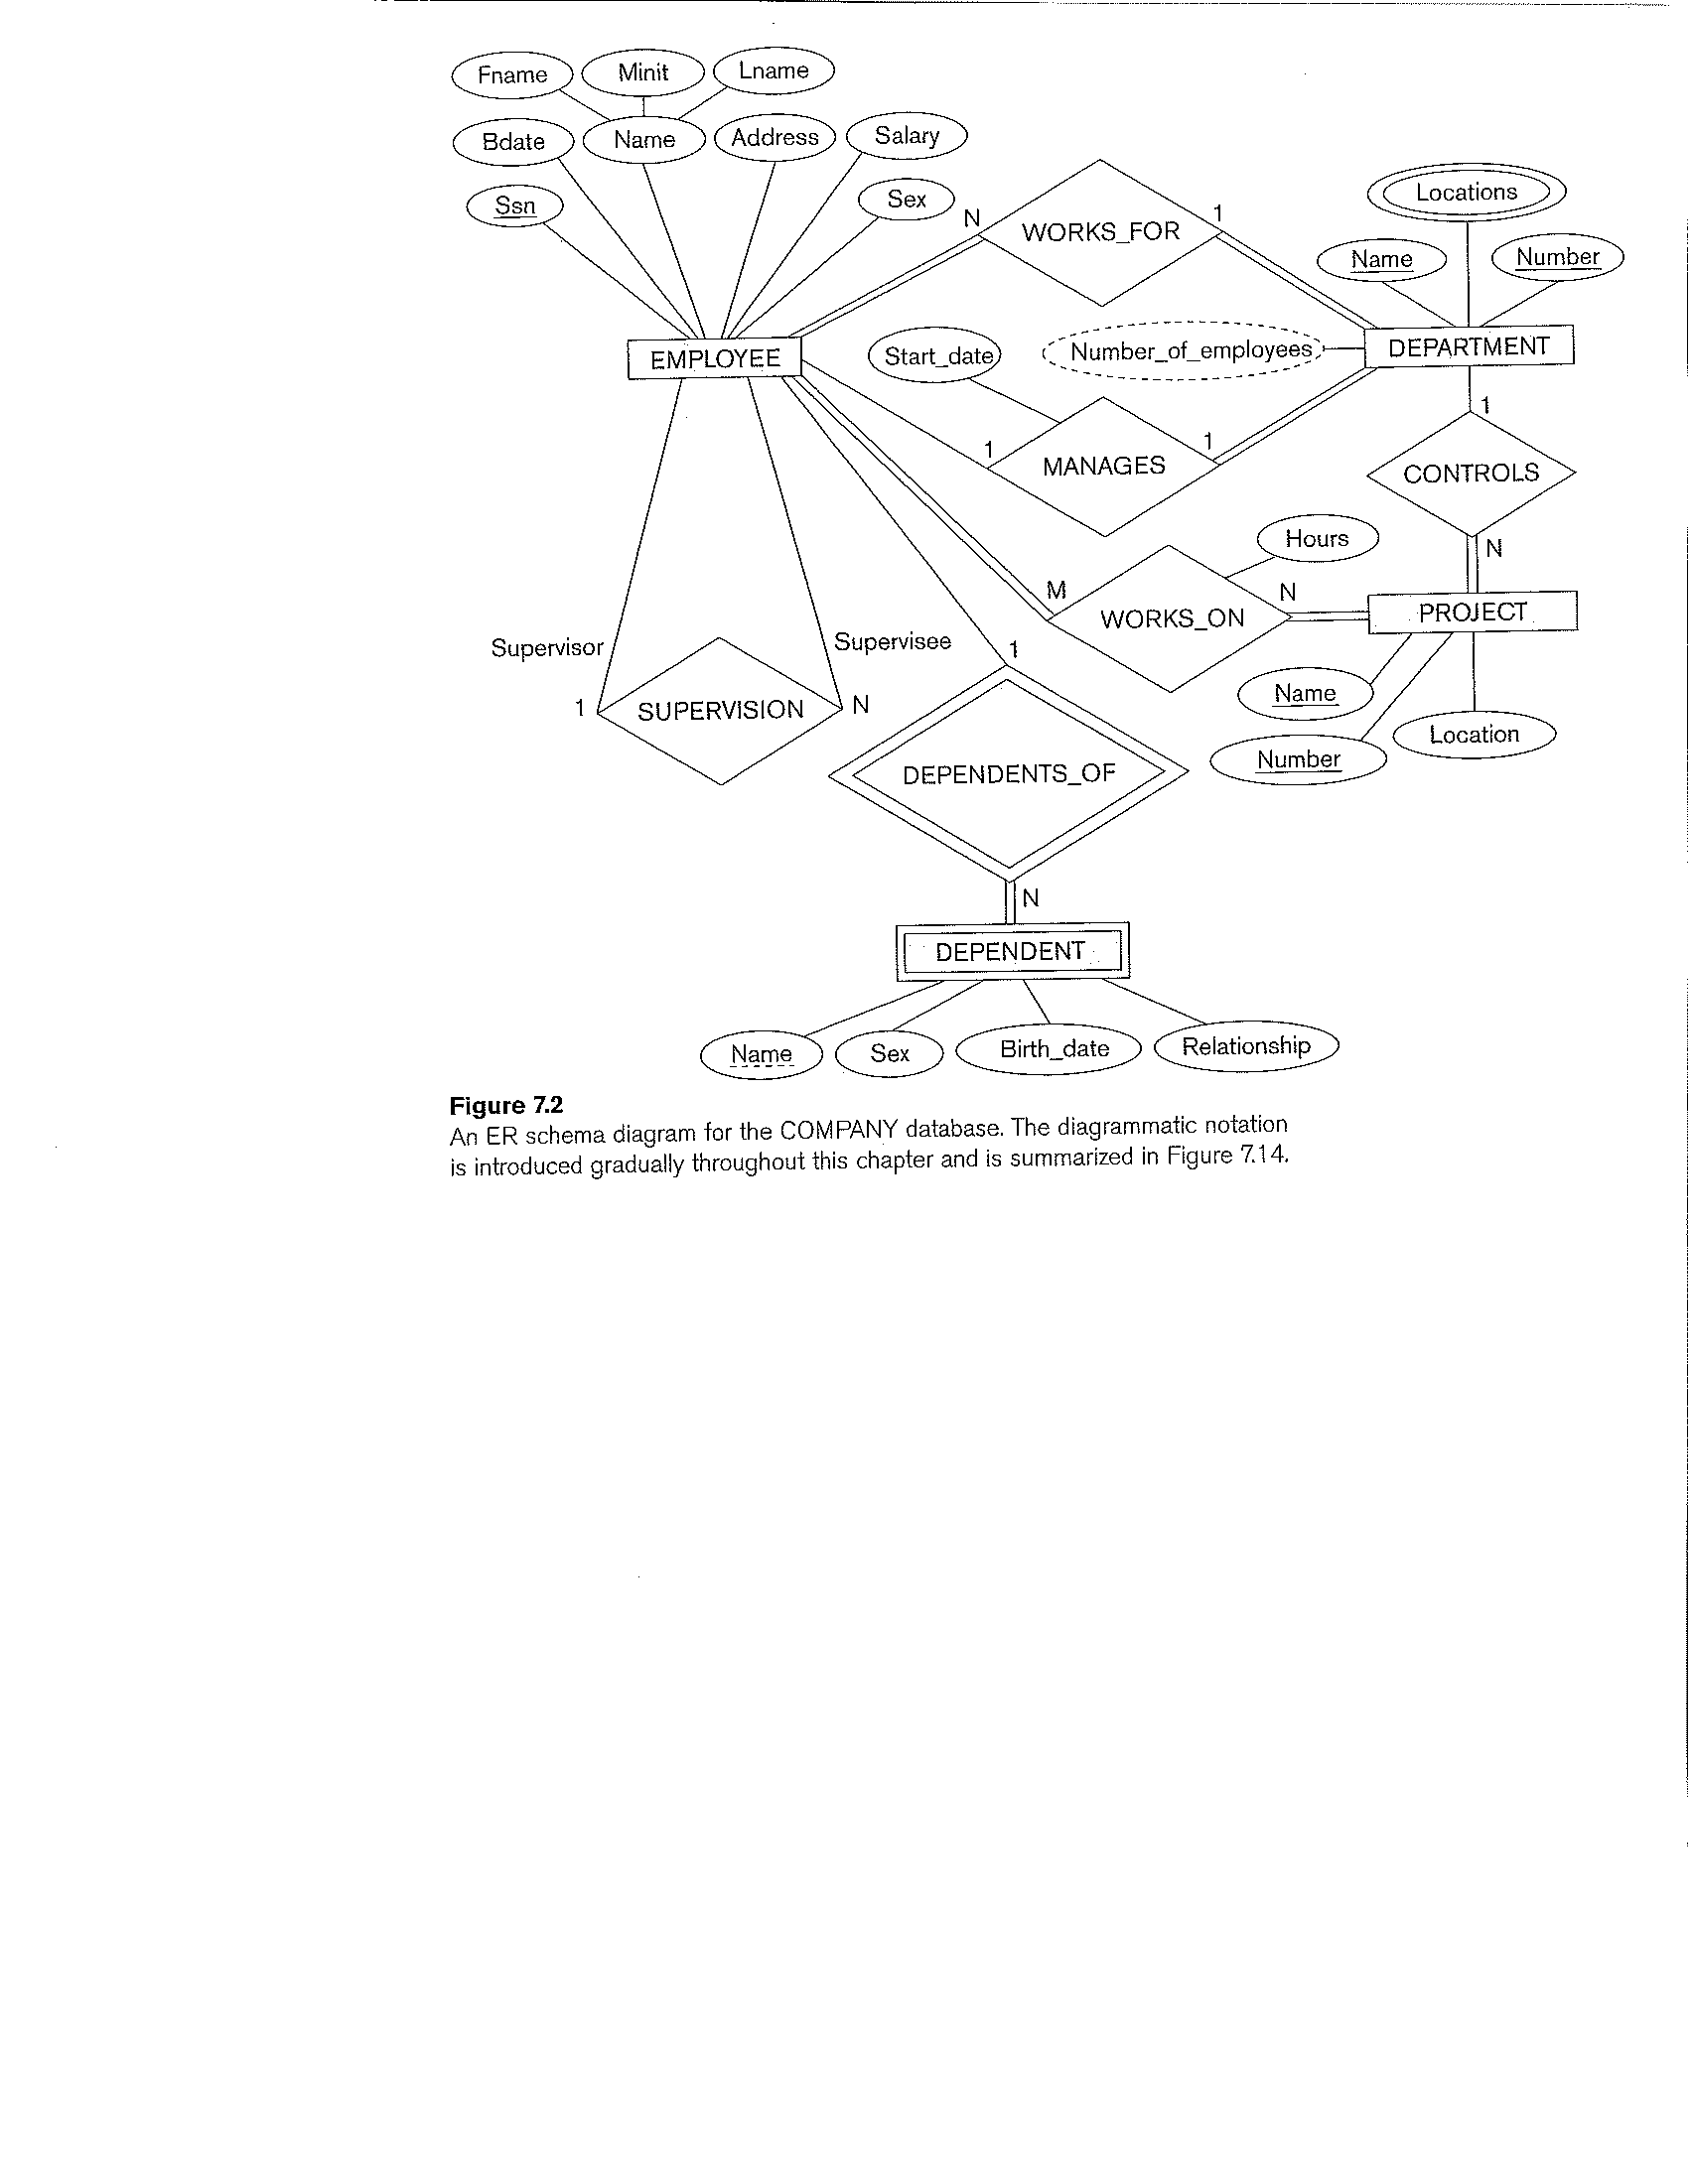 Fname
Minit
Lname
Bdate
Name
Address
Salary
Ssn
Sex
N
WORKS_FOR
1
Locations
Name
Number
EMPLOYEE
Start_date
Number_of_employees
DEPARTMENT
1
MANAGES
1
1
CONTROLS
N
Hours
M
WORKS_ON
N
PROJECT
Supervisor
Supervisee
1
1
SUPERVISION
N
Name
Location
Number
DEPENDENTS_OF
N
DEPENDENT
Name
Sex
Birth_date
Relationship
Figure 7.2
An ER schema diagram for the COMPANY database. The diagrammatic notation
is introduced gradually throughout this chapter and is summarized in Figure 7.14.